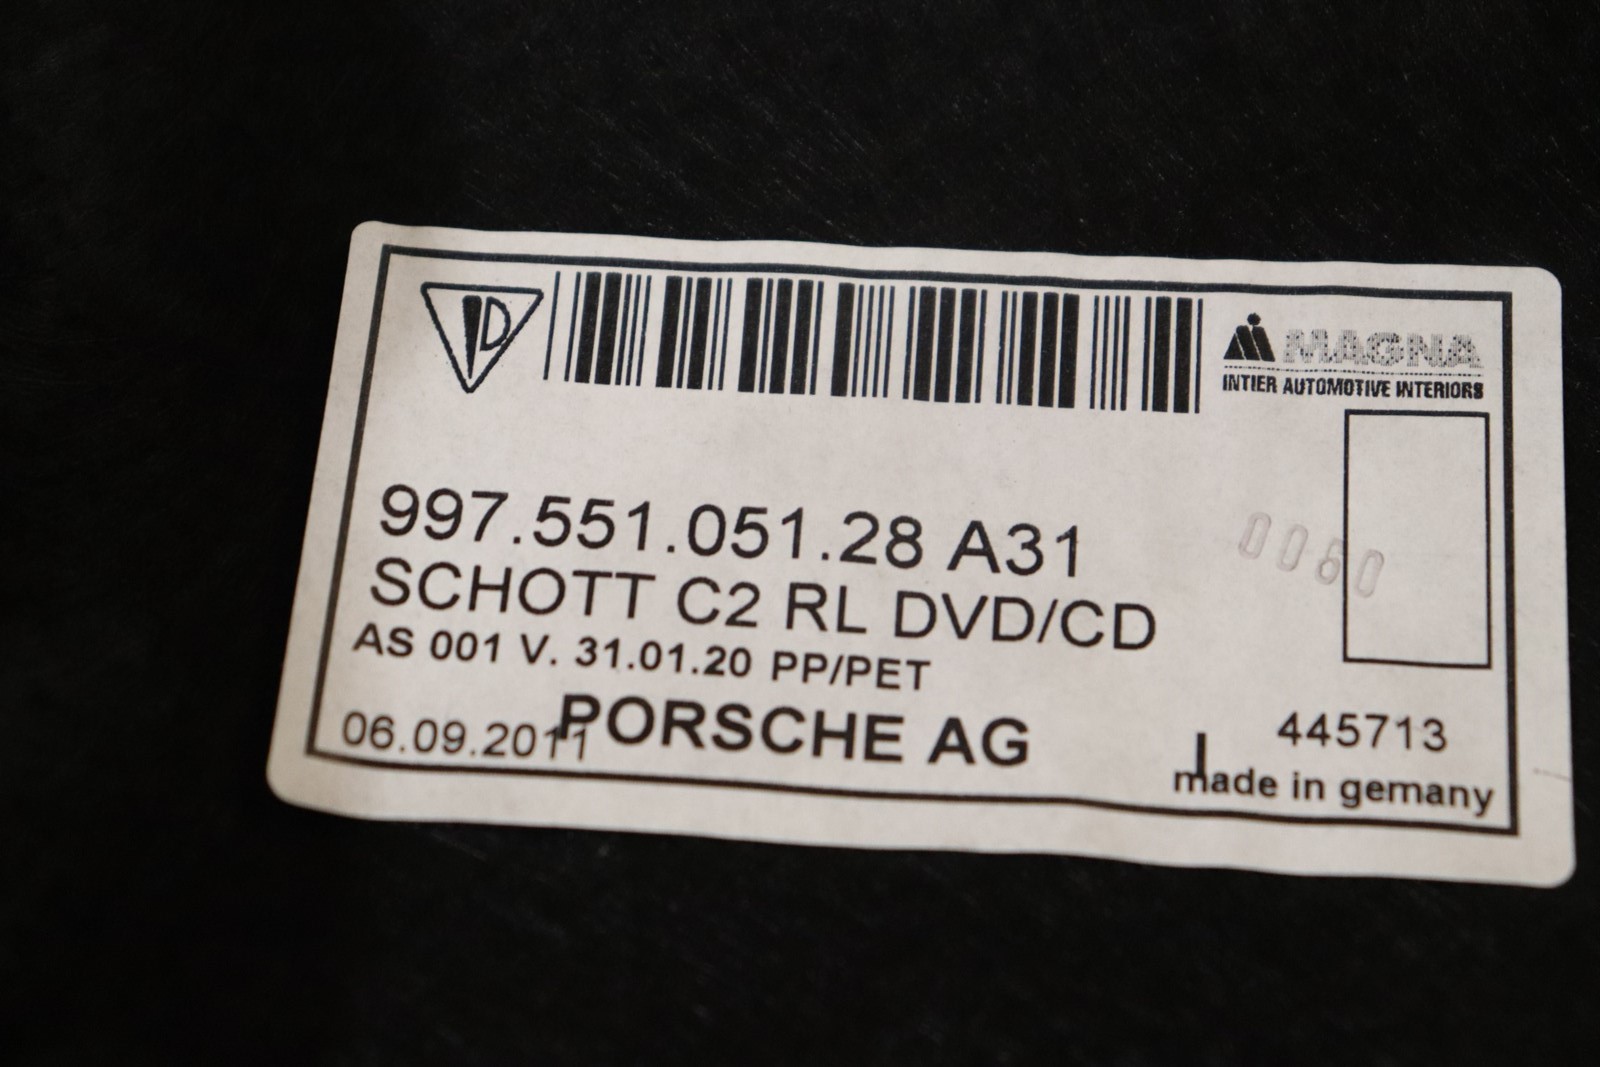 MAGNA
INTIER AUTOMOTIVE INTERIORS
997.551.051.28 A31
SCHOTT C2 RL DVD/CD
AS 001 V. 31.01.20 PP/PET
0060
06.09.2011 PORSCHE AG
445713
made in gemany